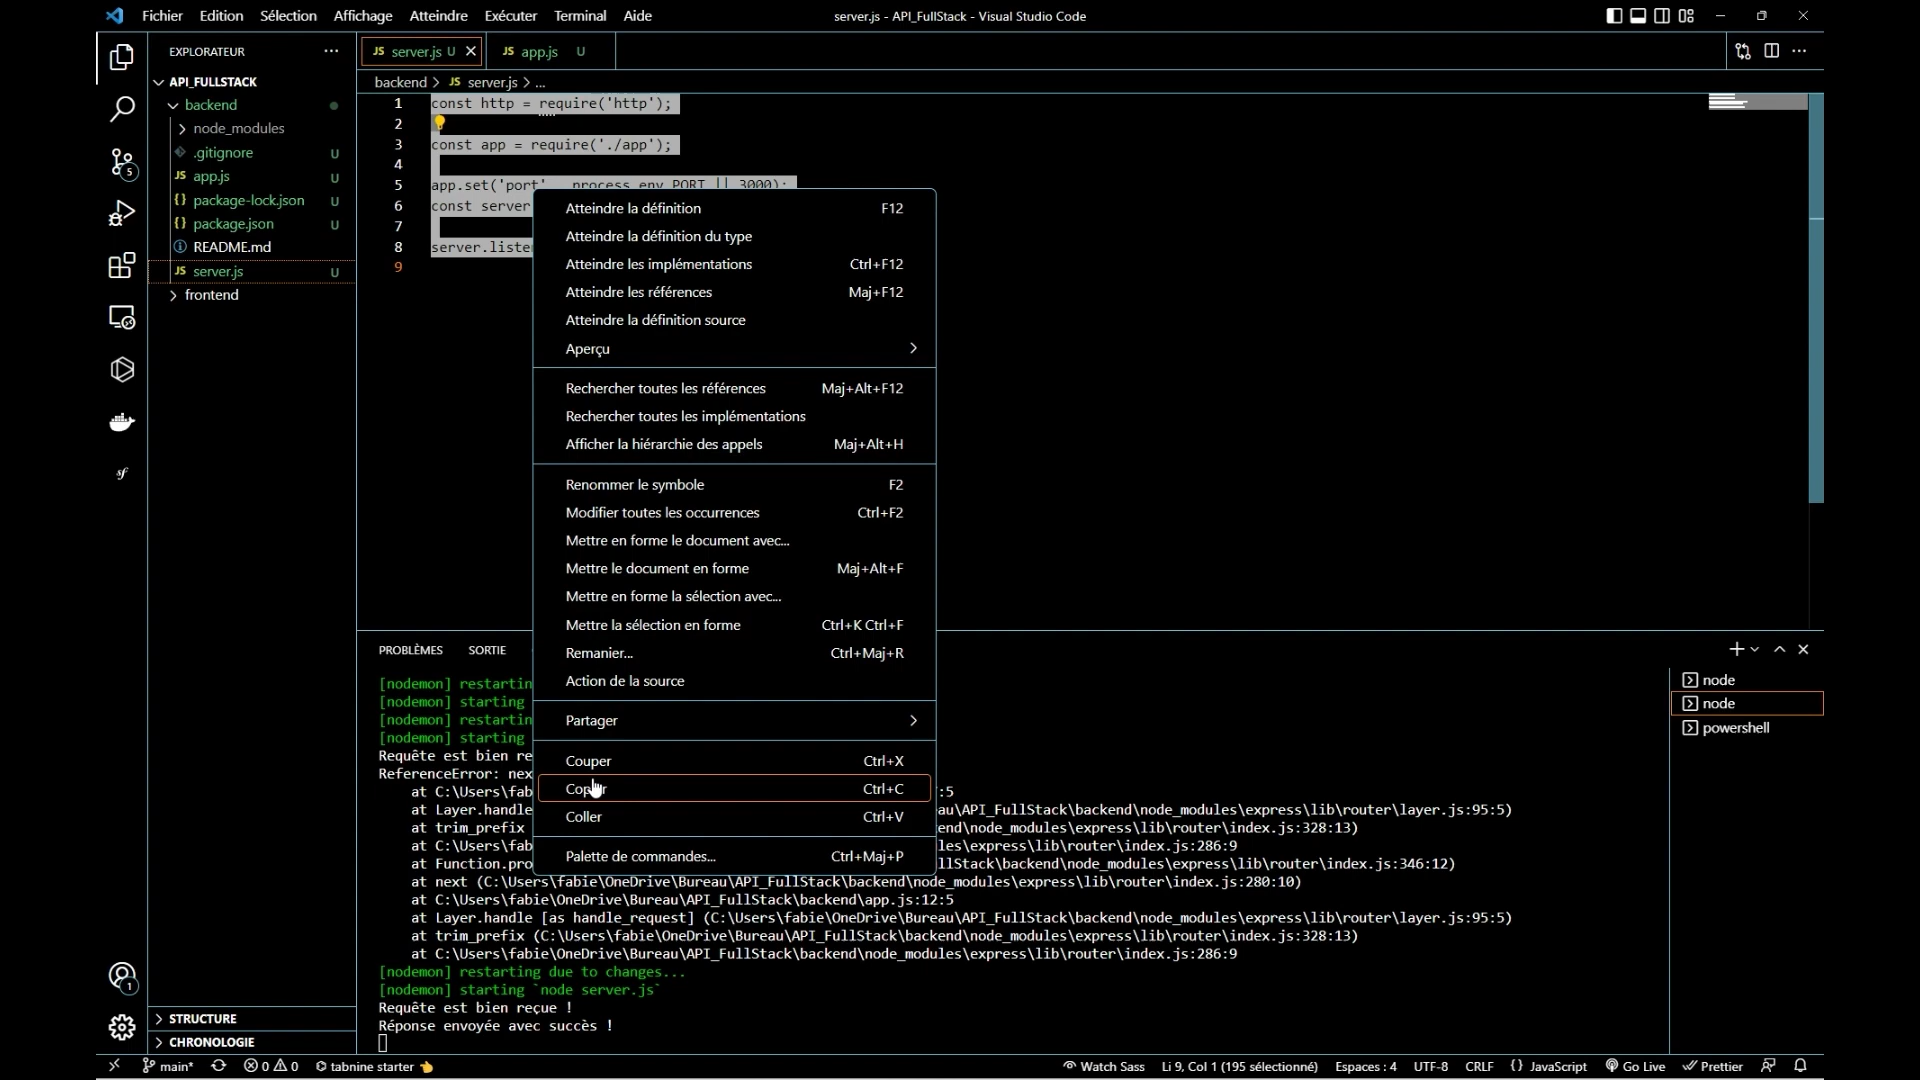 Fichier Edition Sélection Affichage Atteindre Exécuter Terminal Aide
server.js - API_FullStack - Visual Studio Code
EXPLORATEUR
API_FULLSTACK
backend
node_modules
.gitignore U
JS app.js U
{} package-lock.json U
{} package.json U
README.md
JS server.js U
frontend
5
sf
1
STRUCTURE
CHRONOLOGIE
JS server.js U
JS app.js U
backend > JS server.js > ...
1 const http = require('http');
2
3 const app = require('./app');
4
5 app.set('port' process env PORT || 3000);
6 const server
7
8 server.liste
9
Atteindre la définition F12
Atteindre la définition du type
Atteindre les implémentations Ctrl+F12
Atteindre les références Maj+F12
Atteindre la définition source
Aperçu
Rechercher toutes les références Maj+Alt+F12
Rechercher toutes les implémentations
Afficher la hiérarchie des appels Maj+Alt+H
Renommer le symbole F2
Modifier toutes les occurrences Ctrl+F2
Mettre en forme le document avec...
Mettre le document en forme Maj+Alt+F
Mettre en forme la sélection avec...
Mettre la sélection en forme Ctrl+K Ctrl+F
Remanier... Ctrl+Maj+R
Action de la source
Partager
Couper Ctrl+X
Copier Ctrl+C
Coller Ctrl+V
Palette de commandes... Ctrl+Maj+P
PROBLÈMES SORTIE
[nodemon] restartin
[nodemon] starting
[nodemon] restartin
[nodemon] starting
Requête est bien re
ReferenceError: nex
at C:\Users\fab :5
at Layer.handle au\API_FullStack\backend\node_modules\express\lib\router\layer.js:95:5)
at trim_prefix end\node_modules\express\lib\router\index.js:328:13)
at C:\Users\fab les\express\lib\router\index.js:286:9
at Function.pro llStack\backend\node_modules\express\lib\router\index.js:346:12)
at next (C:\Users\fabie\OneDrive\Bureau\API_FullStack\backend\node_modules\express\lib\router\index.js:280:10)
at C:\Users\fabie\OneDrive\Bureau\API_FullStack\backend\app.js:12:5
at Layer.handle [as handle_request] (C:\Users\fabie\OneDrive\Bureau\API_FullStack\backend\node_modules\express\lib\router\layer.js:95:5)
at trim_prefix (C:\Users\fabie\OneDrive\Bureau\API_FullStack\backend\node_modules\express\lib\router\index.js:328:13)
at C:\Users\fabie\OneDrive\Bureau\API_FullStack\backend\node_modules\express\lib\router\index.js:286:9
[nodemon] restarting due to changes...
[nodemon] starting `node server.js`
Requête est bien reçue !
Réponse envoyée avec succès !
node
node
powershell
main* 0 0 tabnine starter
Watch Sass Li 9, Col 1 (195 sélectionné) Espaces : 4 UTF-8 CRLF {} JavaScript Go Live Prettier